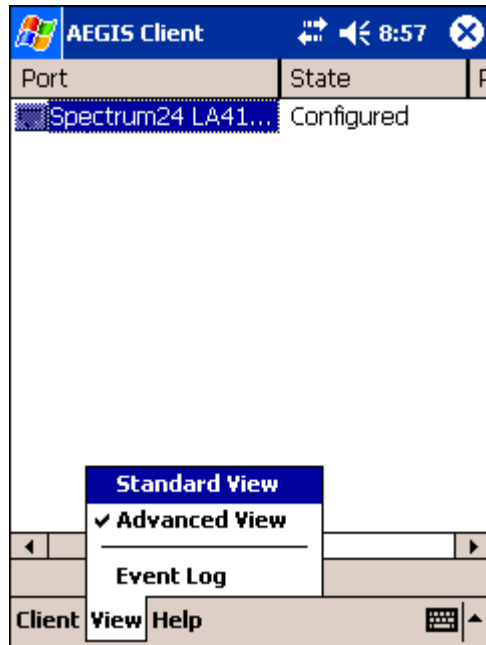 AEGIS Client 8:57
Port State
Spectrum24 LA41... Configured
Standard View
Advanced View
Event Log
Client View Help